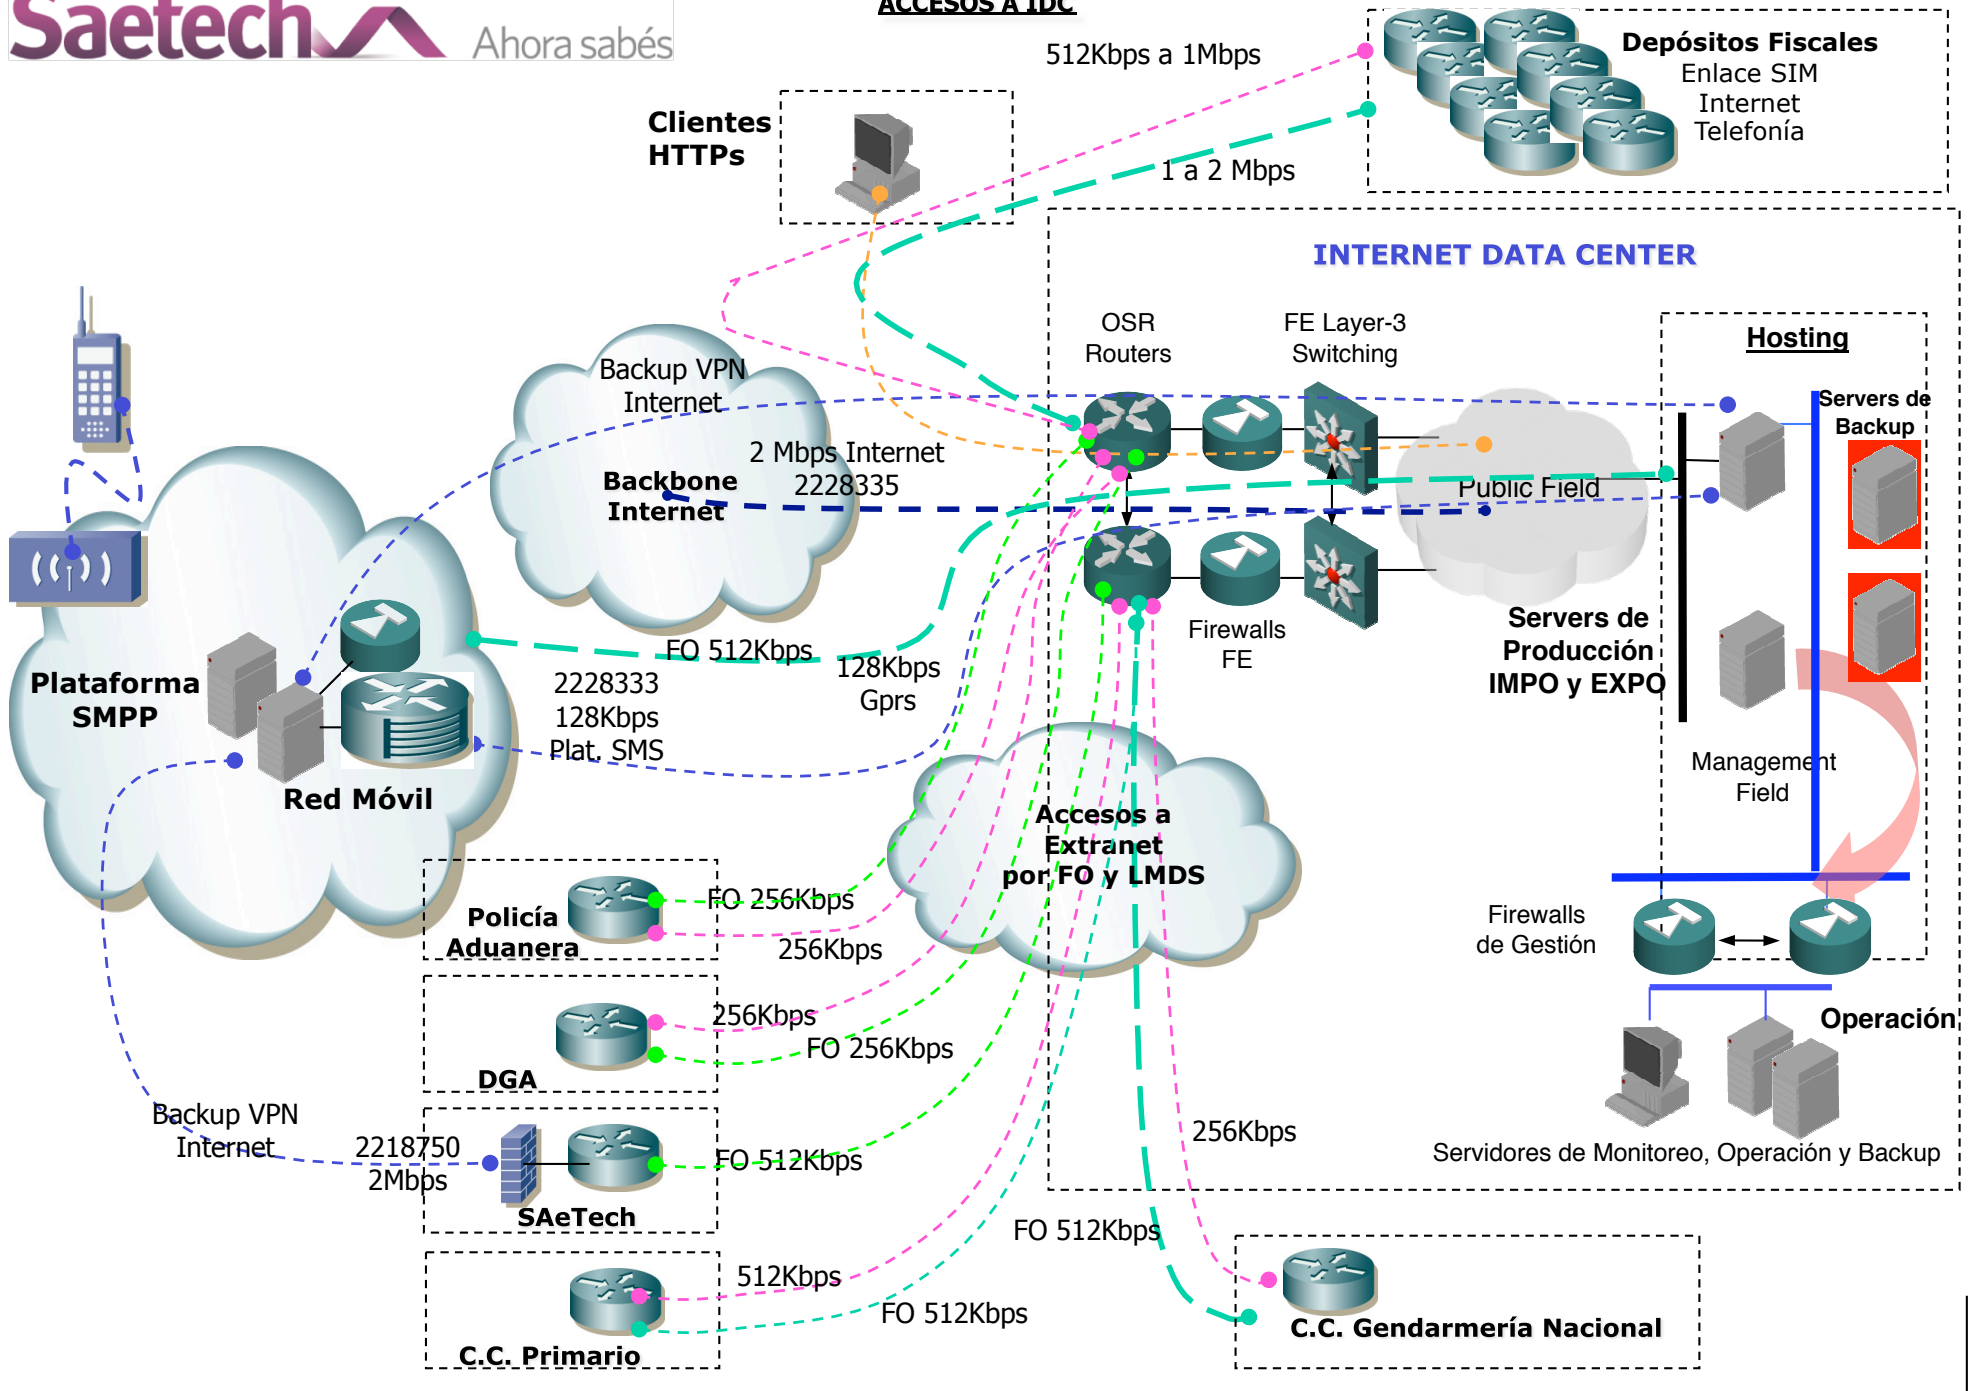 Saetech
Ahora sabés
ACCESOS A IDC
512Kbps a 1Mbps
Depósitos Fiscales
Enlace SIM
Internet
Telefonía
Clientes
HTTPs
1 a 2 Mbps
INTERNET DATA CENTER
OSR
Routers
FE Layer-3
Switching
Hosting
Backup VPN
Internet
Servers de
Backup
2 Mbps Internet
2228335
Backbone
Internet
Public Field
Firewalls
FE
Servers de
Producción
IMPO y EXPO
FO 512Kbps
128Kbps
Gprs
Plataforma
SMPP
2228333
128Kbps
Plat. SMS
Red Móvil
Management
Field
Accesos a
Extranet
por FO y LMDS
Policía
Aduanera
FO 256Kbps
256Kbps
Firewalls
de Gestión
DGA
256Kbps
FO 256Kbps
Operación
Backup VPN
Internet
2218750
2Mbps
FO 512Kbps
SAeTech
256Kbps
Servidores de Monitoreo, Operación y Backup
FO 512Kbps
512Kbps
FO 512Kbps
C.C. Primario
C.C. Gendarmería Nacional